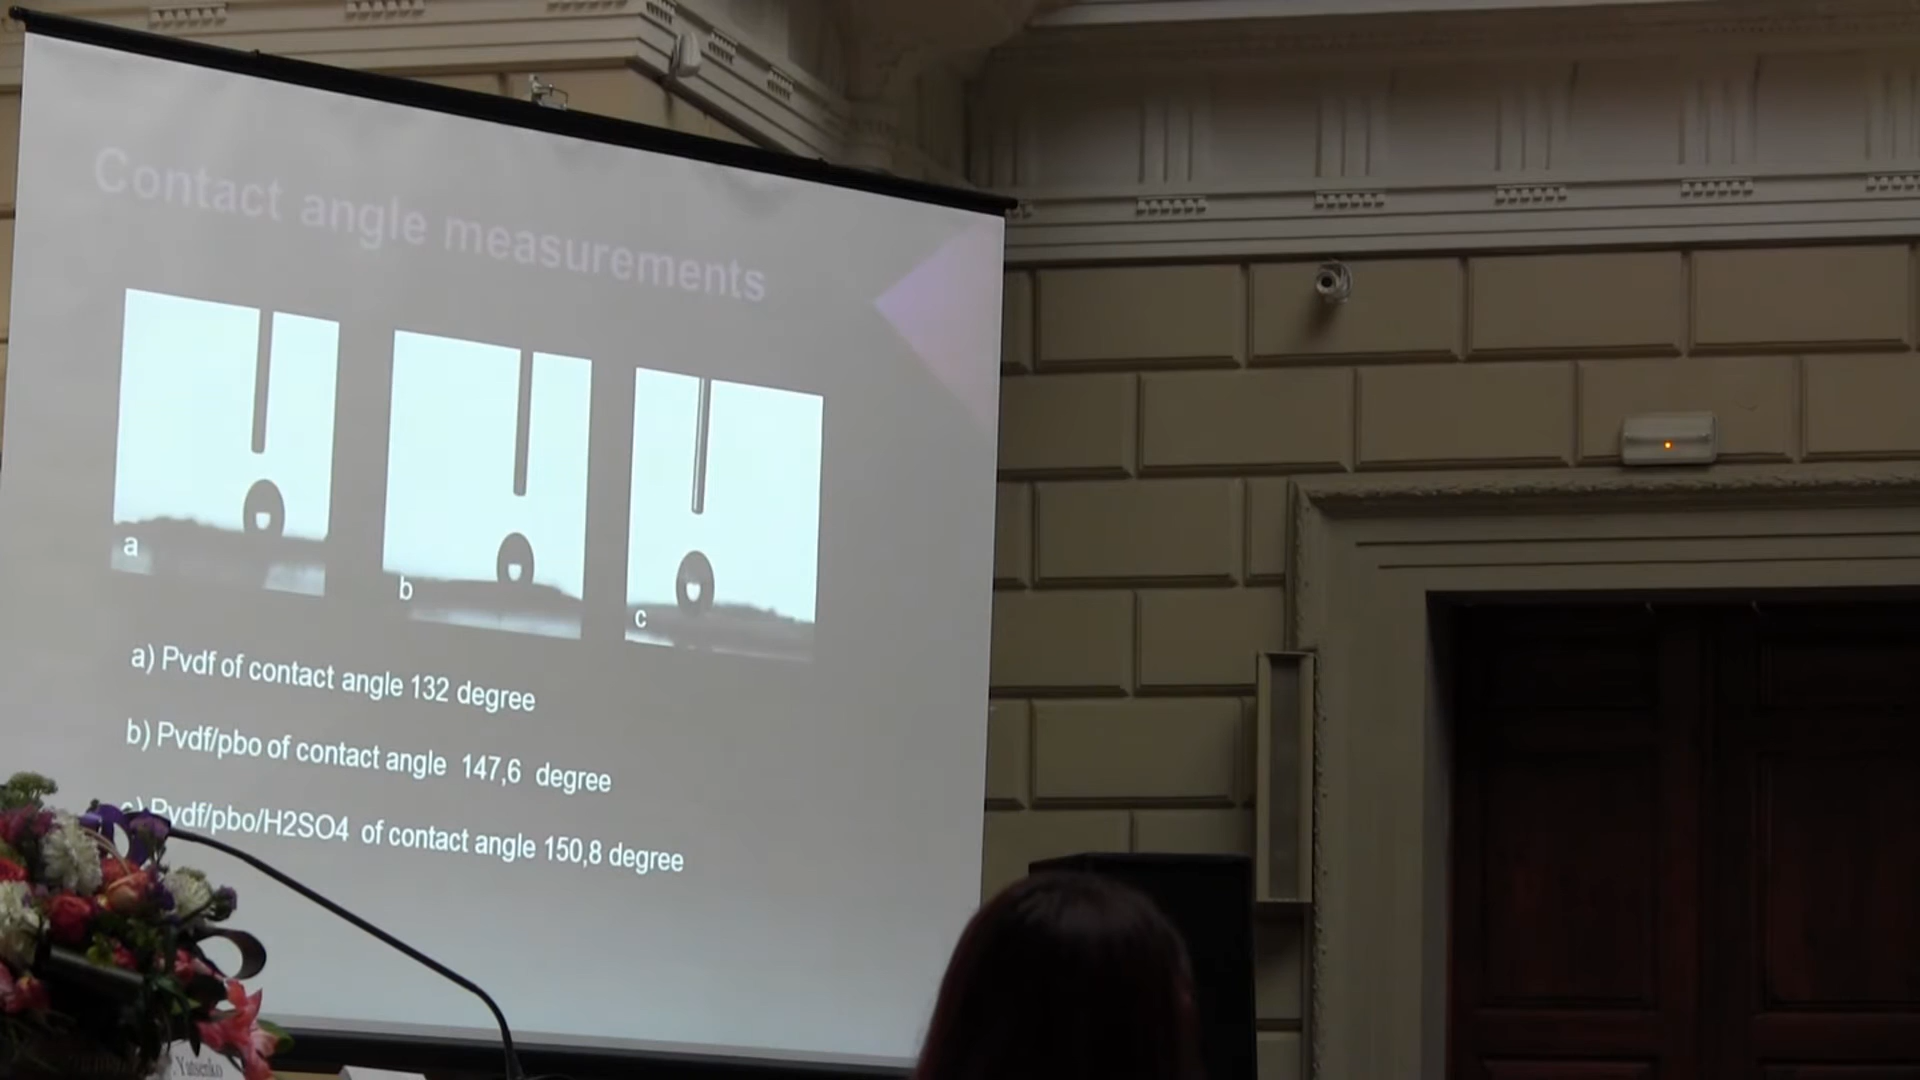 Contact angle measurements
a
b
c
a) Pvdf of contact angle 132 degree
b) Pvdf/pbo of contact angle 147,6 degree
c) Pvdf/pbo/H2SO4 of contact angle 150,8 degree
Yatsenko